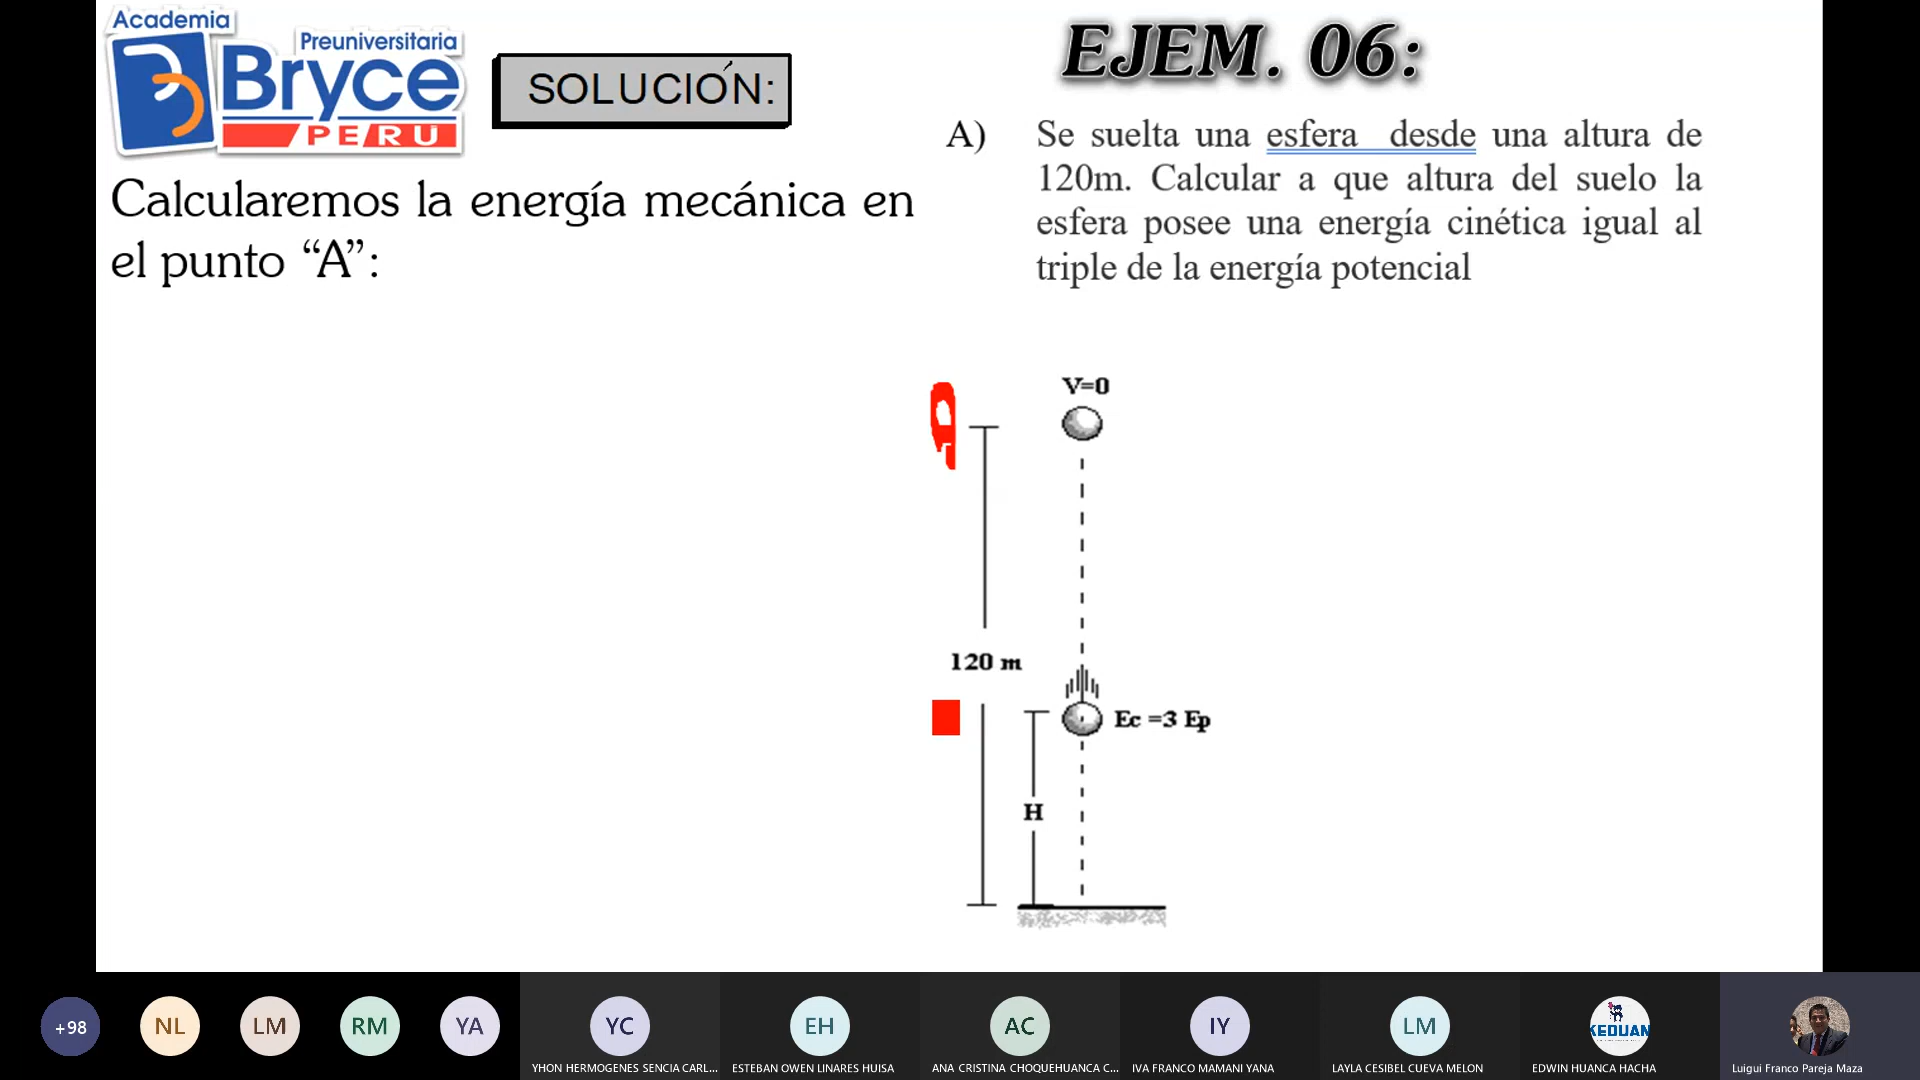 Academia
Preuniversitaria
Bryce
PERU
SOLUCIÓN:
Calcularemos la energía mecánica en
el punto “A”:
EJEM. 06:
A) Se suelta una esfera desde una altura de
120m. Calcular a que altura del suelo la
esfera posee una energía cinética igual al
triple de la energía potencial
V=0
120 m
Ec =3 Ep
H
+98
NL
LM
RM
YA
YC
YHON HERMOGENES SENCIA CARL...
EH
ESTEBAN OWEN LINARES HUISA
AC
ANA CRISTINA CHOQUEHUANCA C...
IY
IVA FRANCO MAMANI YANA
LM
LAYLA CESIBEL CUEVA MELON
KEDUAN
EDWIN HUANCA HACHA
Luigui Franco Pareja Maza